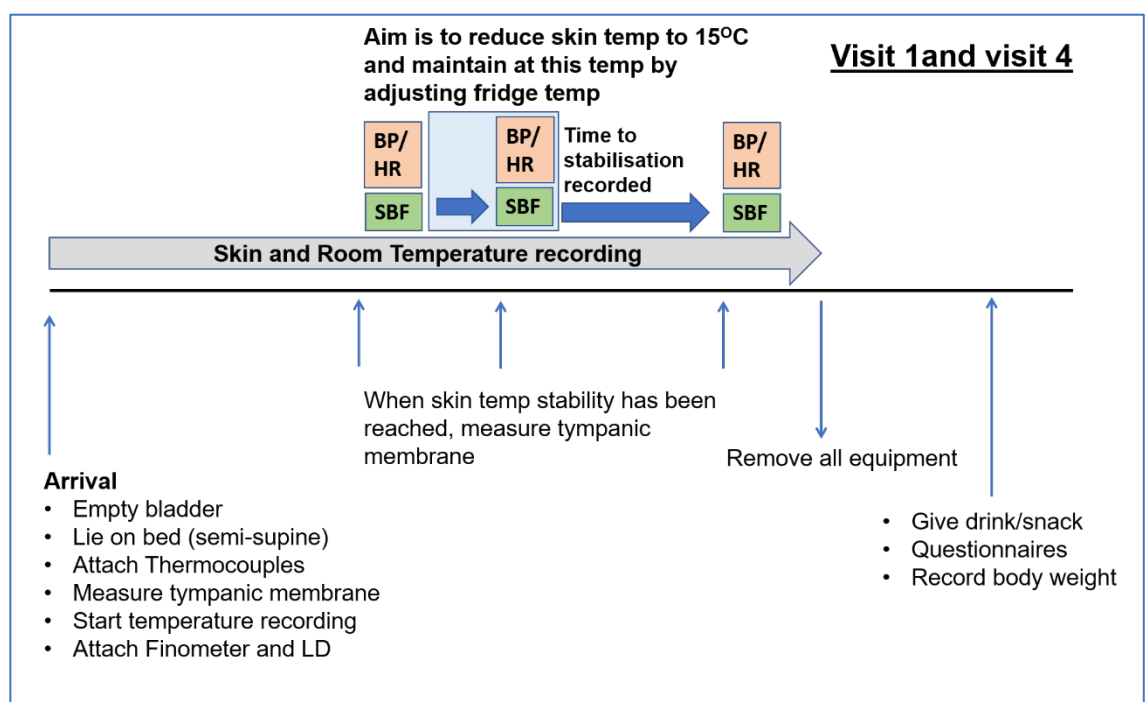 Aim is to reduce skin temp to 15ᴼC
and maintain at this temp by
adjusting fridge temp
Visit 1and visit 4
BP/
HR
SBF
BP/
HR
SBF
Time to
stabilisation
recorded
BP/
HR
SBF
Skin and Room Temperature recording
When skin temp stability has been
reached, measure tympanic
membrane
Remove all equipment
Arrival
• Empty bladder
• Lie on bed (semi-supine)
• Attach Thermocouples
• Measure tympanic membrane
• Start temperature recording
• Attach Finometer and LD
• Give drink/snack
• Questionnaires
• Record body weight